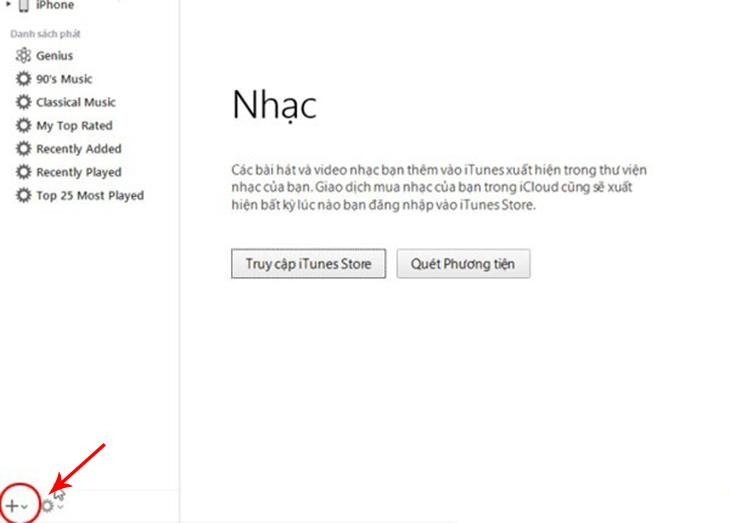 iPhone
Danh sách phát
Genius
90's Music
Classical Music
My Top Rated
Recently Added
Recently Played
Top 25 Most Played
Nhạc
Các bài hát và video nhạc bạn thêm vào iTunes xuất hiện trong thư viện
nhạc của bạn. Giao dịch mua nhạc của bạn trong iCloud cũng sẽ xuất
hiện bất kỳ lúc nào bạn đăng nhập vào iTunes Store.
Truy cập iTunes Store
Quét Phương tiện